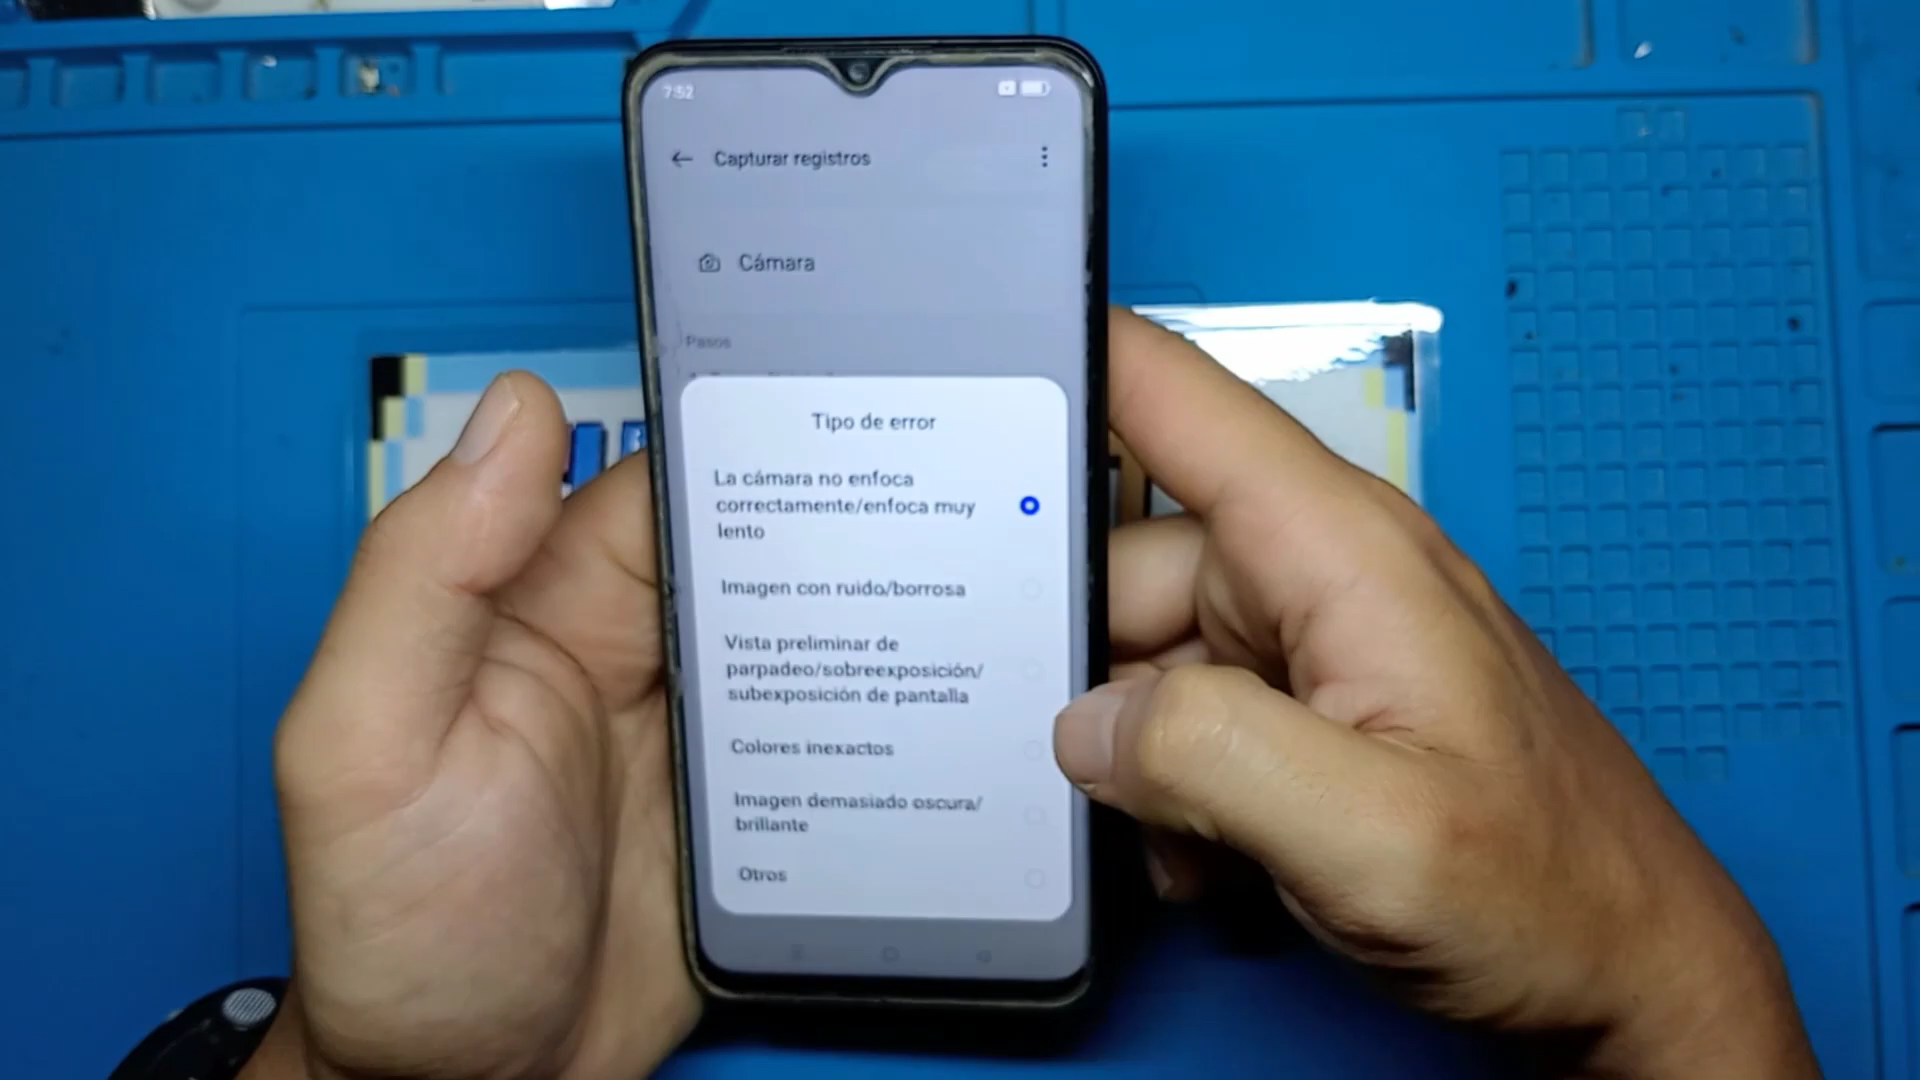 7:52
Capturar registros
Cámara
Pasos
Tipo de error
La cámara no enfoca
correctamente/enfoca muy
lento
Imagen con ruido/borrosa
Vista preliminar de
parpadeo/sobreexposición/
subexposición de pantalla
Colores inexactos
Imagen demasiado oscura/
brillante
Otros